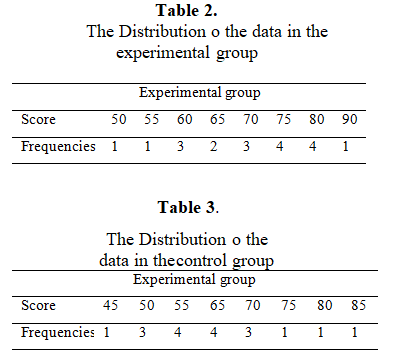 Table 2.
The Distribution o the data in the
experimental group
Experimental group
Score 50 55 60 65 70 75 80 90
Frequencies 1 1 3 2 3 4 4 1
Table 3.
The Distribution o the
data in thecontrol group
Experimental group
Score 45 50 55 65 70 75 80 85
Frequencies 1 3 4 4 3 1 1 1